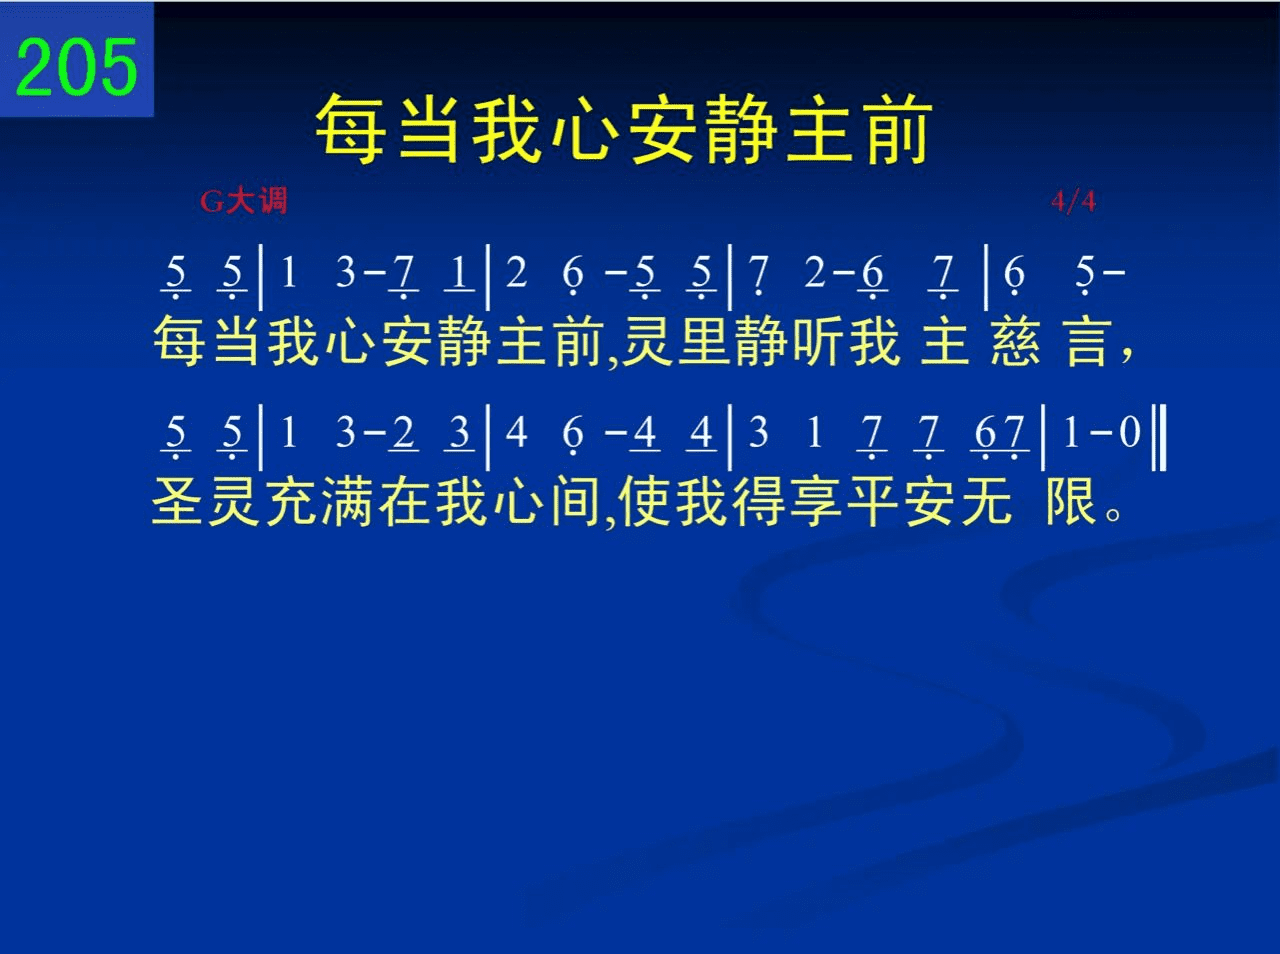 205
每当我心安静主前
G大调 4/4
5̣ 5̣|1 3-7̣ 1|2 6̣ -5̣ 5̣|7̣ 2-6̣ 7̣|6̣ 5̣-
每当我心安静主前,灵里静听我 主 慈 言，
5̣ 5̣|1 3-2 3|4 6̣ -4 4|3 1 7̣ 7̣ 6̣7̣|1-0‖
圣灵充满在我心间,使我得享平安无 限。